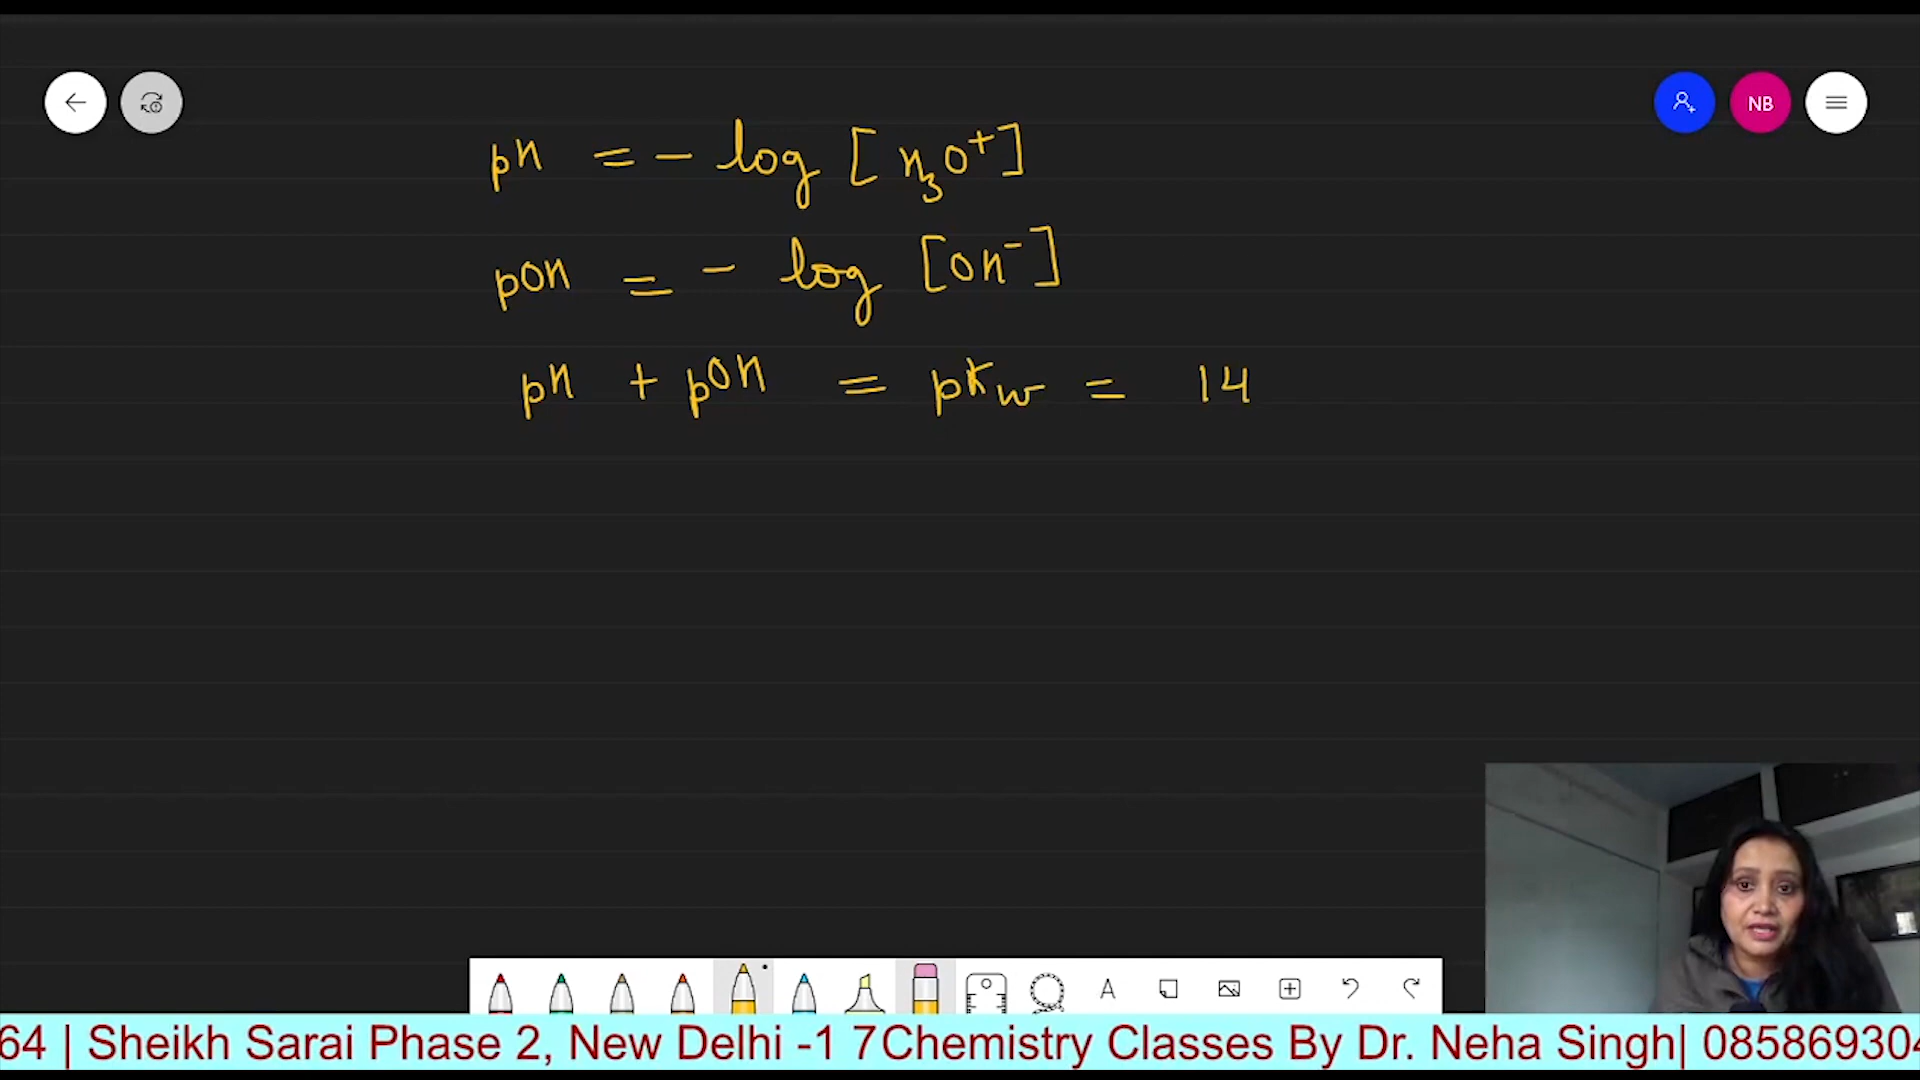 NB
pH = - log [H₃O⁺]
pOH = - log [OH⁻]
pH + pOH = pKw = 14
A
64 | Sheikh Sarai Phase 2, New Delhi -1 7Chemistry Classes By Dr. Neha Singh| 085869304